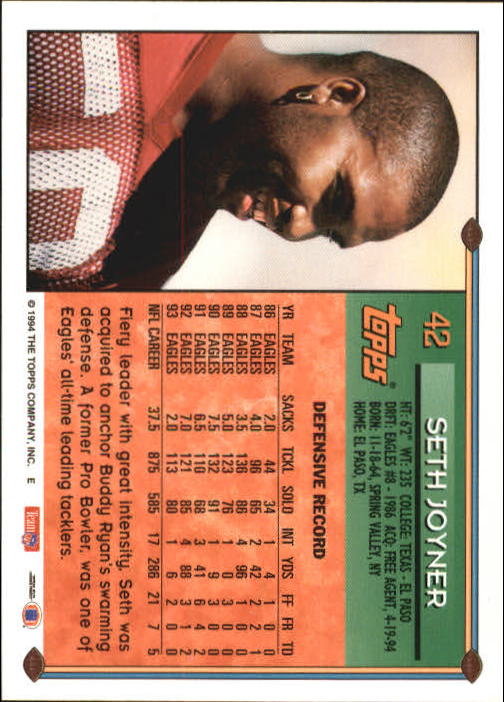 42
SETH JOYNER
topps®
HT: 6'2" WT: 235 COLLEGE: TEXAS - EL PASO
DRFT: EAGLES #8 - 1986 ACQ: FREE AGENT, 4-19-94
BORN: 11-18-64, SPRING VALLEY, NY
HOME: EL PASO, TX
DEFENSIVE RECORD
YR TEAM SACKS TCKL SOLO INT YDS FF FR TD
86 EAGLES 2.0 44 34 1 4 1 0 0
87 EAGLES 4.0 96 65 2 42 2 2 1
88 EAGLES 3.5 136 86 4 96 1 1 0
89 EAGLES 5.0 123 76 1 0 3 0 0
90 EAGLES 7.5 132 91 1 9 3 0 0
91 EAGLES 6.5 110 68 3 41 6 4 2
92 EAGLES 7.0 121 85 4 88 3 0 2
93 EAGLES 2.0 113 80 1 6 2 0 0
NFL CAREER 37.5 875 585 17 286 21 7 5
Fiery leader with great intensity, Seth was
acquired to anchor Buddy Ryan's swarming
defense. A former Pro Bowler, was one of
Eagles' all-time leading tacklers.
© 1994 THE TOPPS COMPANY, INC. E
Team NFL